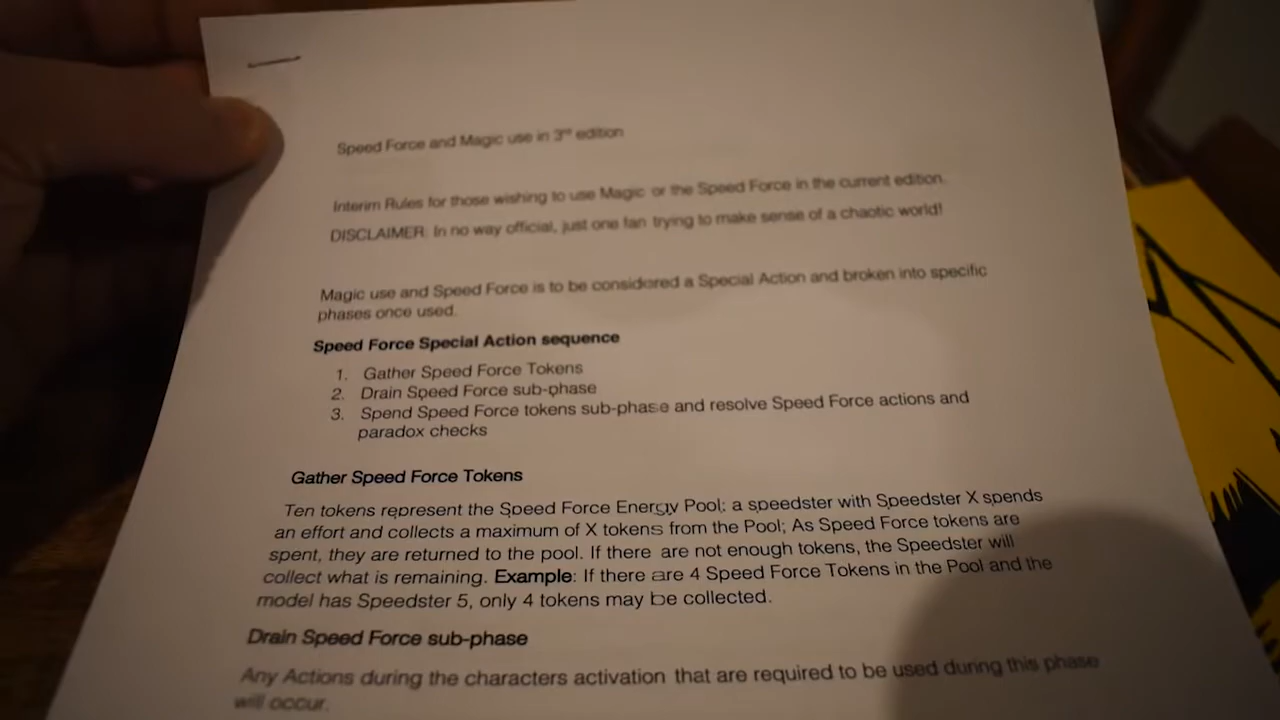 Speed Force and Magic use in 3rd edition
Interim Rules for those wishing to use Magic or the Speed Force in the current edition.
DISCLAIMER: In no way official, just one fan trying to make sense of a chaotic world!
Magic use and Speed Force is to be considered a Special Action and broken into specific
phases once used.
Speed Force Special Action sequence
1. Gather Speed Force Tokens
2. Drain Speed Force sub-phase
3. Spend Speed Force tokens sub-phase and resolve Speed Force actions and
paradox checks
Gather Speed Force Tokens
Ten tokens represent the Speed Force Energy Pool: a speedster with Speedster X spends
an effort and collects a maximum of X tokens from the Pool; As Speed Force tokens are
spent, they are returned to the pool. If there are not enough tokens, the Speedster will
collect what is remaining. Example: If there are 4 Speed Force Tokens in the Pool and the
model has Speedster 5, only 4 tokens may be collected.
Drain Speed Force sub-phase
Any Actions during the characters activation that are required to be used during this phase
will occur.